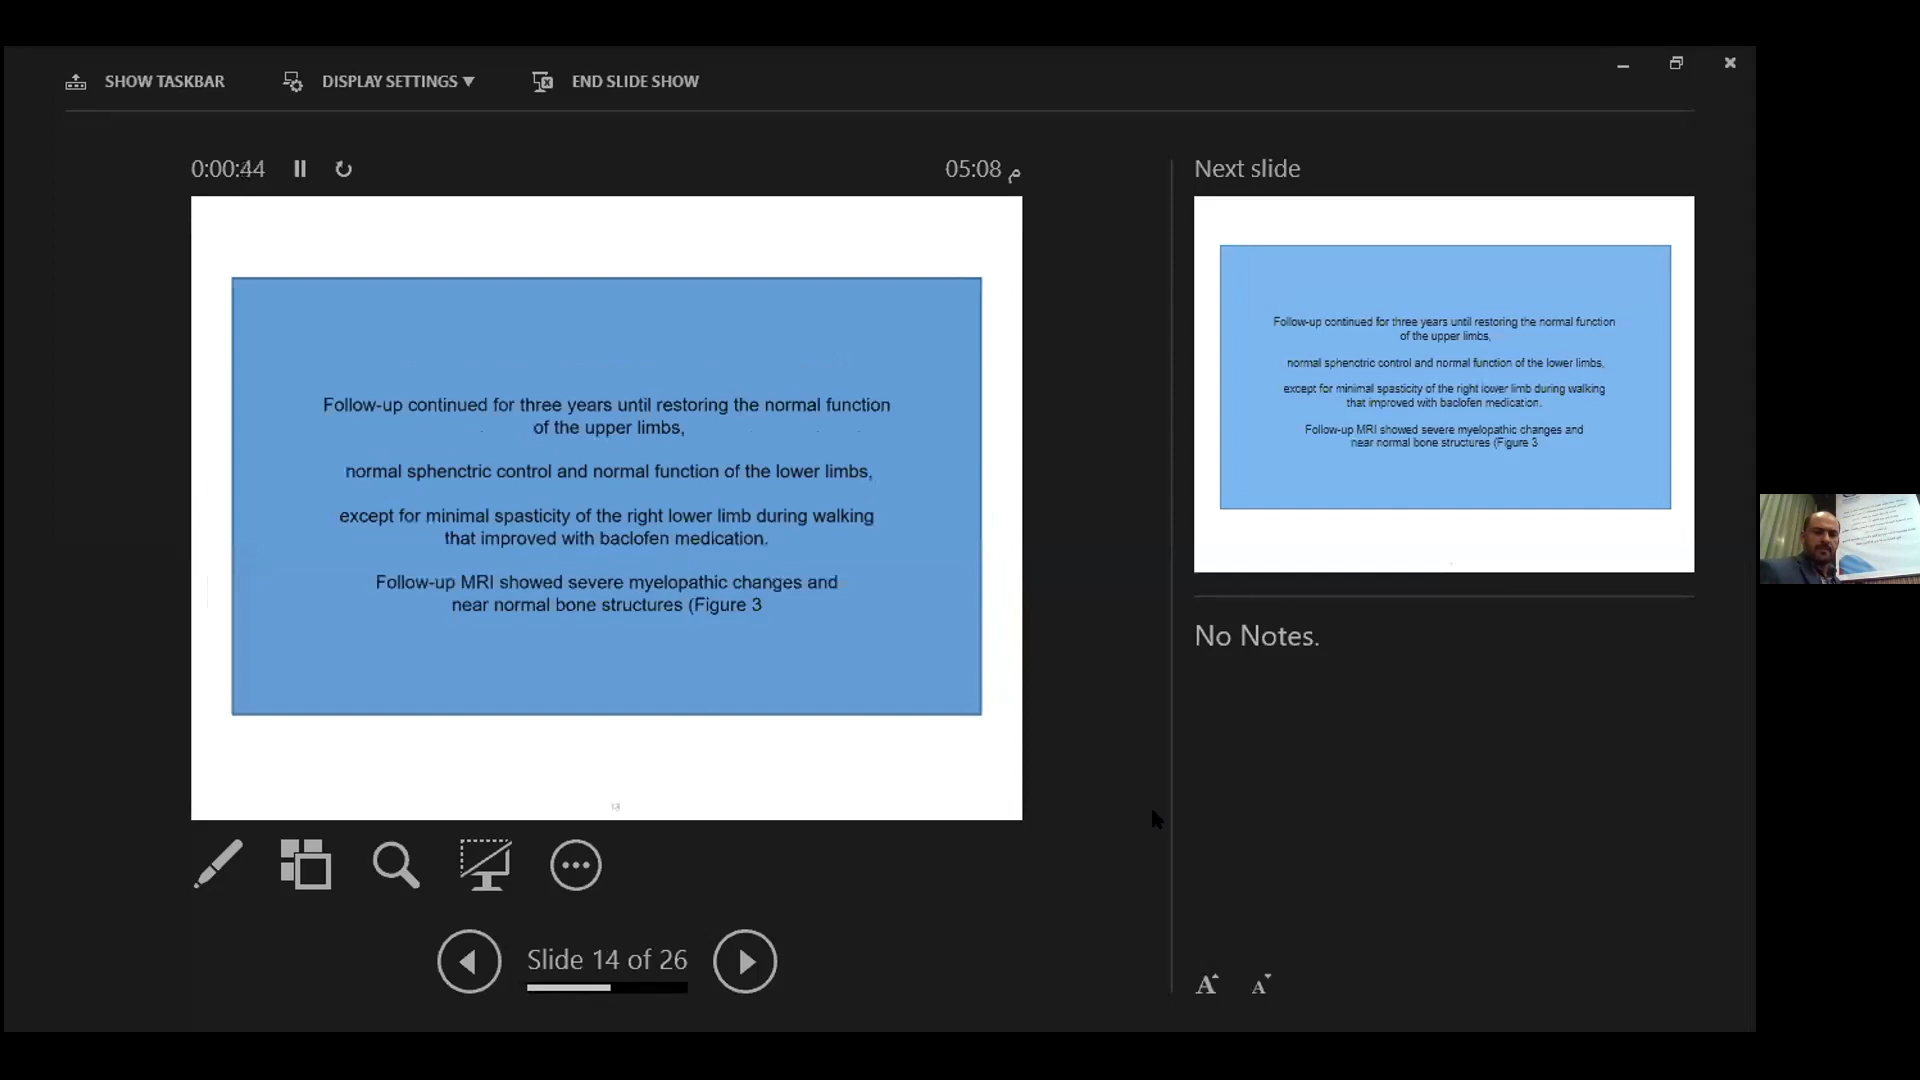 SHOW TASKBAR
DISPLAY SETTINGS
END SLIDE SHOW
0:00:44
05:08 م
Follow-up continued for three years until restoring the normal function
of the upper limbs,
normal sphenctric control and normal function of the lower limbs,
except for minimal spasticity of the right lower limb during walking
that improved with baclofen medication.
Follow-up MRI showed severe myelopathic changes and
near normal bone structures (Figure 3
Slide 14 of 26
Next slide
Follow-up continued for three years until restoring the normal function
of the upper limbs,
normal sphenctric control and normal function of the lower limbs,
except for minimal spasticity of the right lower limb during walking
that improved with baclofen medication.
Follow-up MRI showed severe myelopathic changes and
near normal bone structures (Figure 3
No Notes.
A A